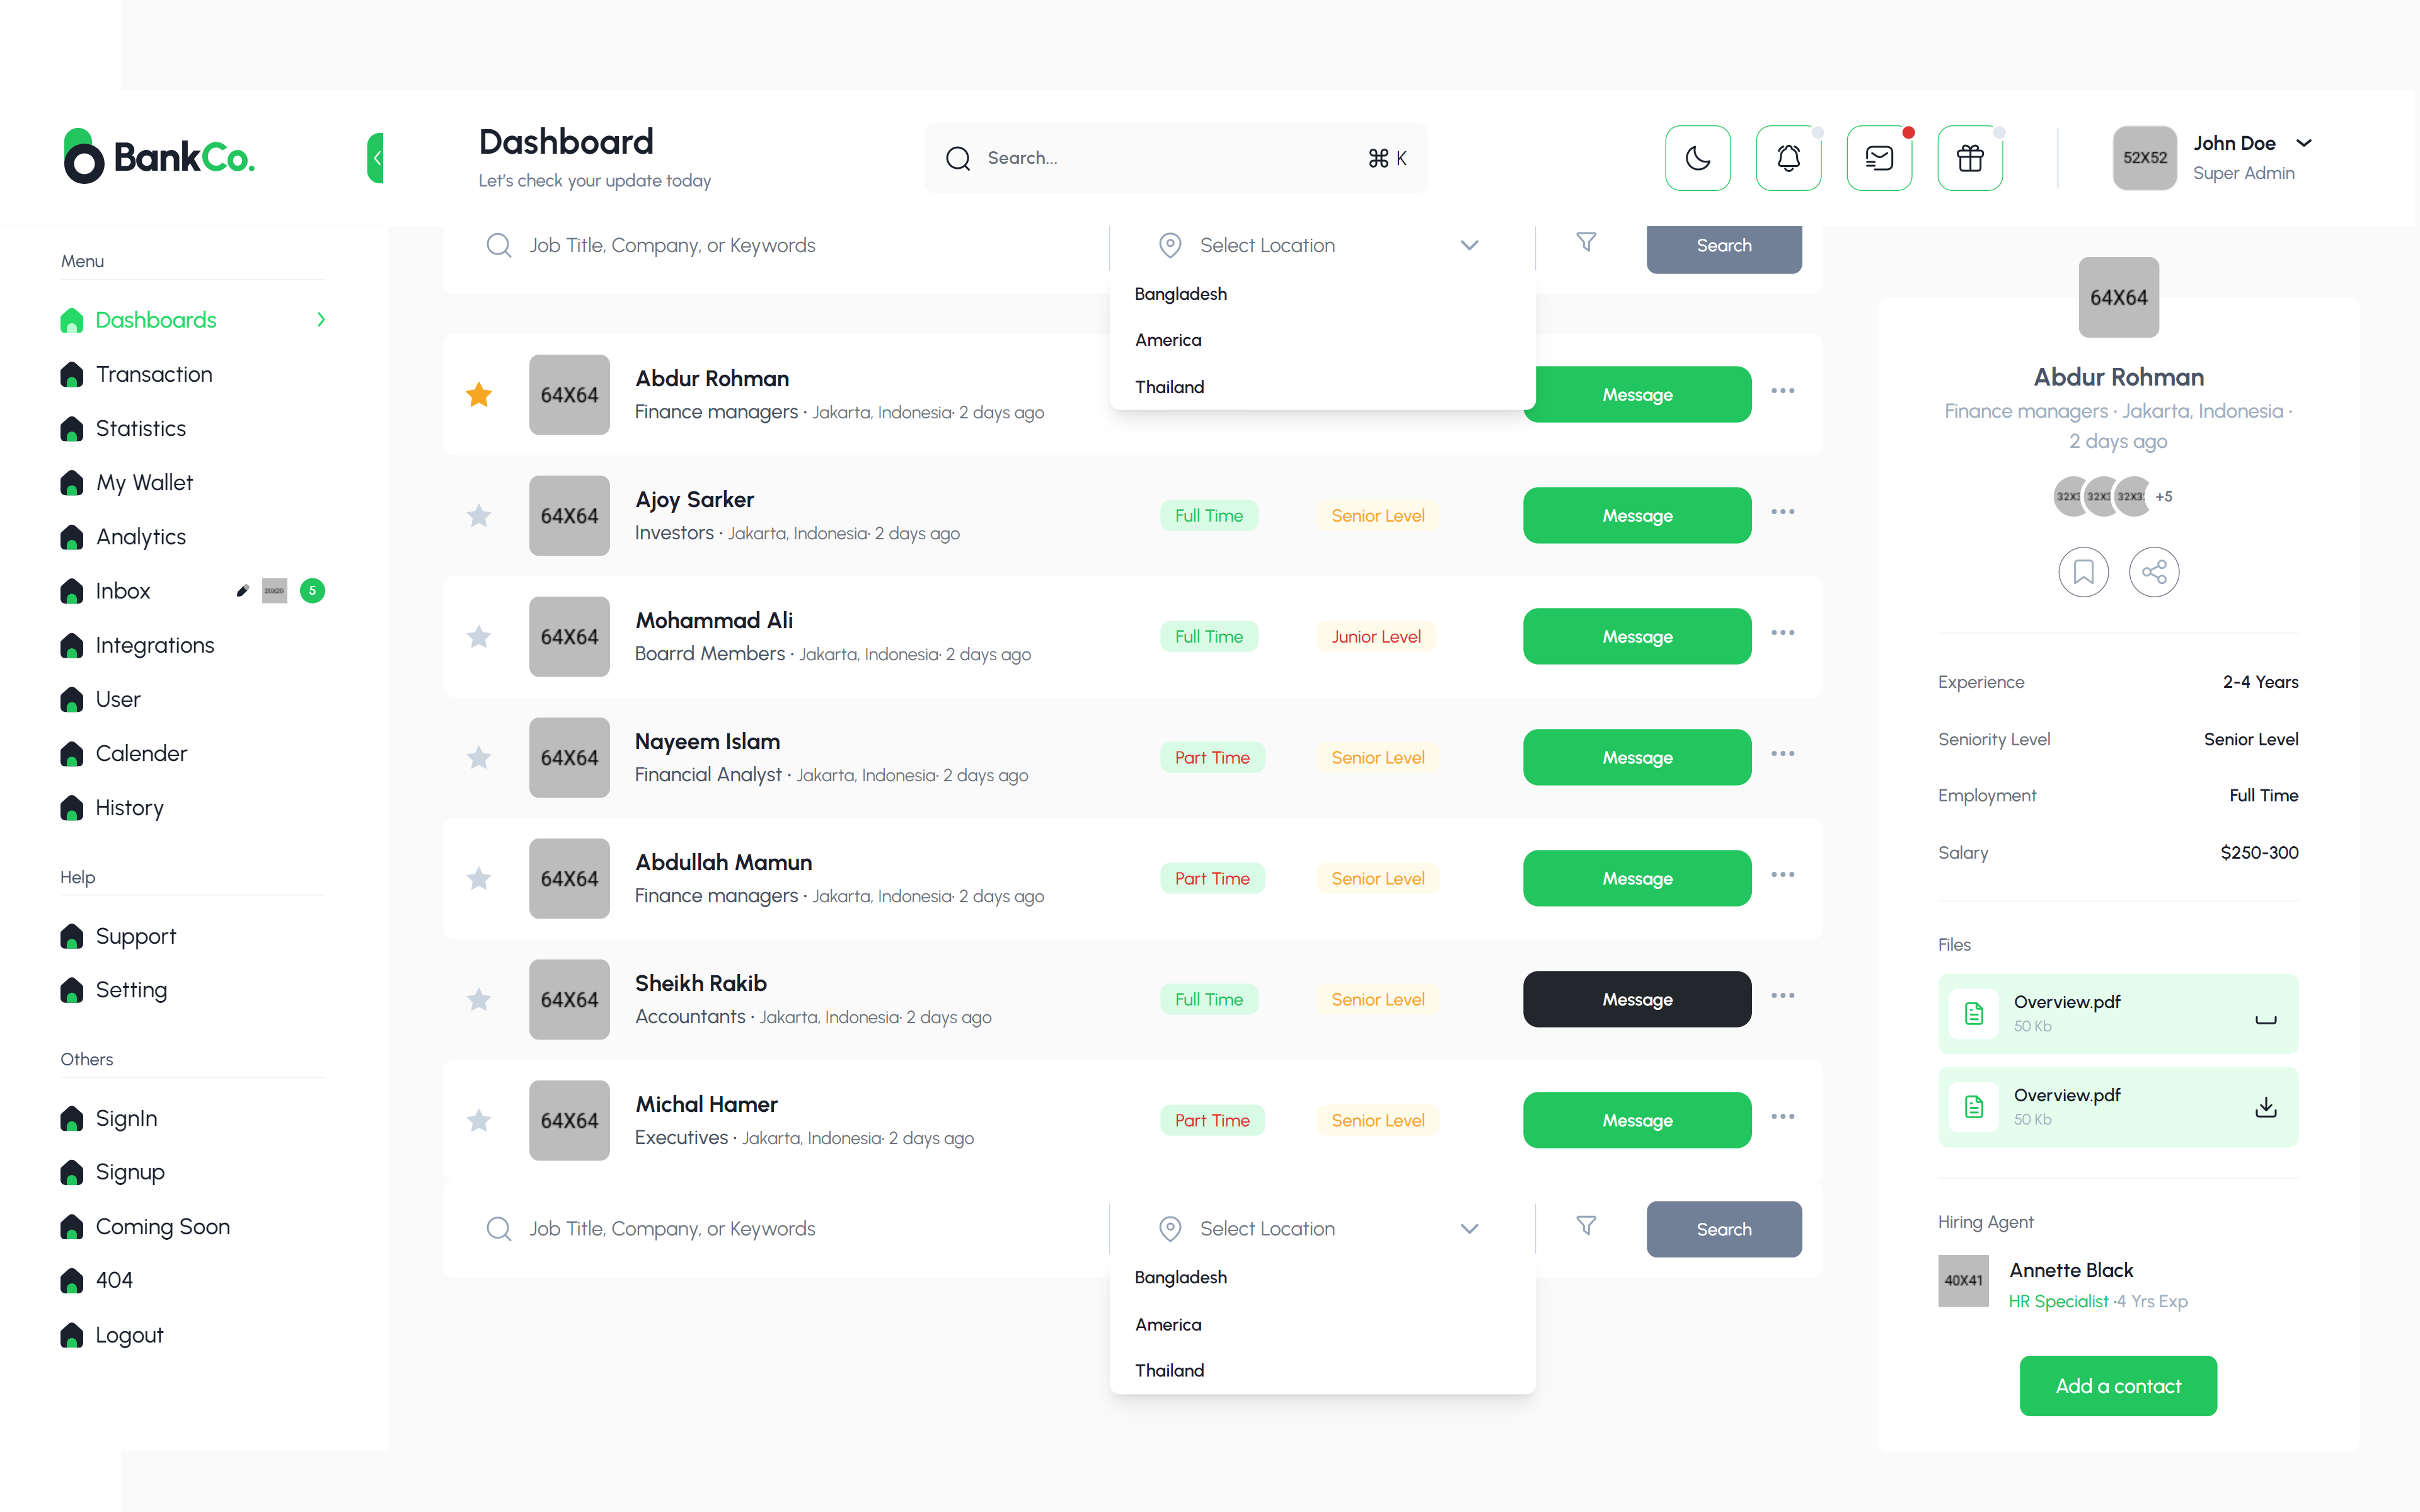 BankCo.
Dashboard
Let's check your update today
Search...
⌘ K
52X52
John Doe
Super Admin
Menu
Dashboards
Transaction
Statistics
My Wallet
Analytics
Inbox
20X20
5
Integrations
User
Calender
History
Help
Support
Setting
Others
SignIn
Signup
Coming Soon
404
Logout
Job Title, Company, or Keywords
Select Location
Search
Bangladesh
America
Thailand
64X64
Abdur Rohman
Finance managers · Jakarta, Indonesia· 2 days ago
Message
64X64
Ajoy Sarker
Investors · Jakarta, Indonesia· 2 days ago
Full Time
Senior Level
Message
64X64
Mohammad Ali
Boarrd Members · Jakarta, Indonesia· 2 days ago
Full Time
Junior Level
Message
64X64
Nayeem Islam
Financial Analyst · Jakarta, Indonesia· 2 days ago
Part Time
Senior Level
Message
64X64
Abdullah Mamun
Finance managers · Jakarta, Indonesia· 2 days ago
Part Time
Senior Level
Message
64X64
Sheikh Rakib
Accountants · Jakarta, Indonesia· 2 days ago
Full Time
Senior Level
Message
64X64
Michal Hamer
Executives · Jakarta, Indonesia· 2 days ago
Part Time
Senior Level
Message
Job Title, Company, or Keywords
Select Location
Search
Bangladesh
America
Thailand
64X64
Abdur Rohman
Finance managers · Jakarta, Indonesia ·
2 days ago
+5
Experience
2-4 Years
Seniority Level
Senior Level
Employment
Full Time
Salary
$250-300
Files
Overview.pdf
50 Kb
Overview.pdf
50 Kb
Hiring Agent
40X41
Annette Black
HR Specialist ·4 Yrs Exp
Add a contact